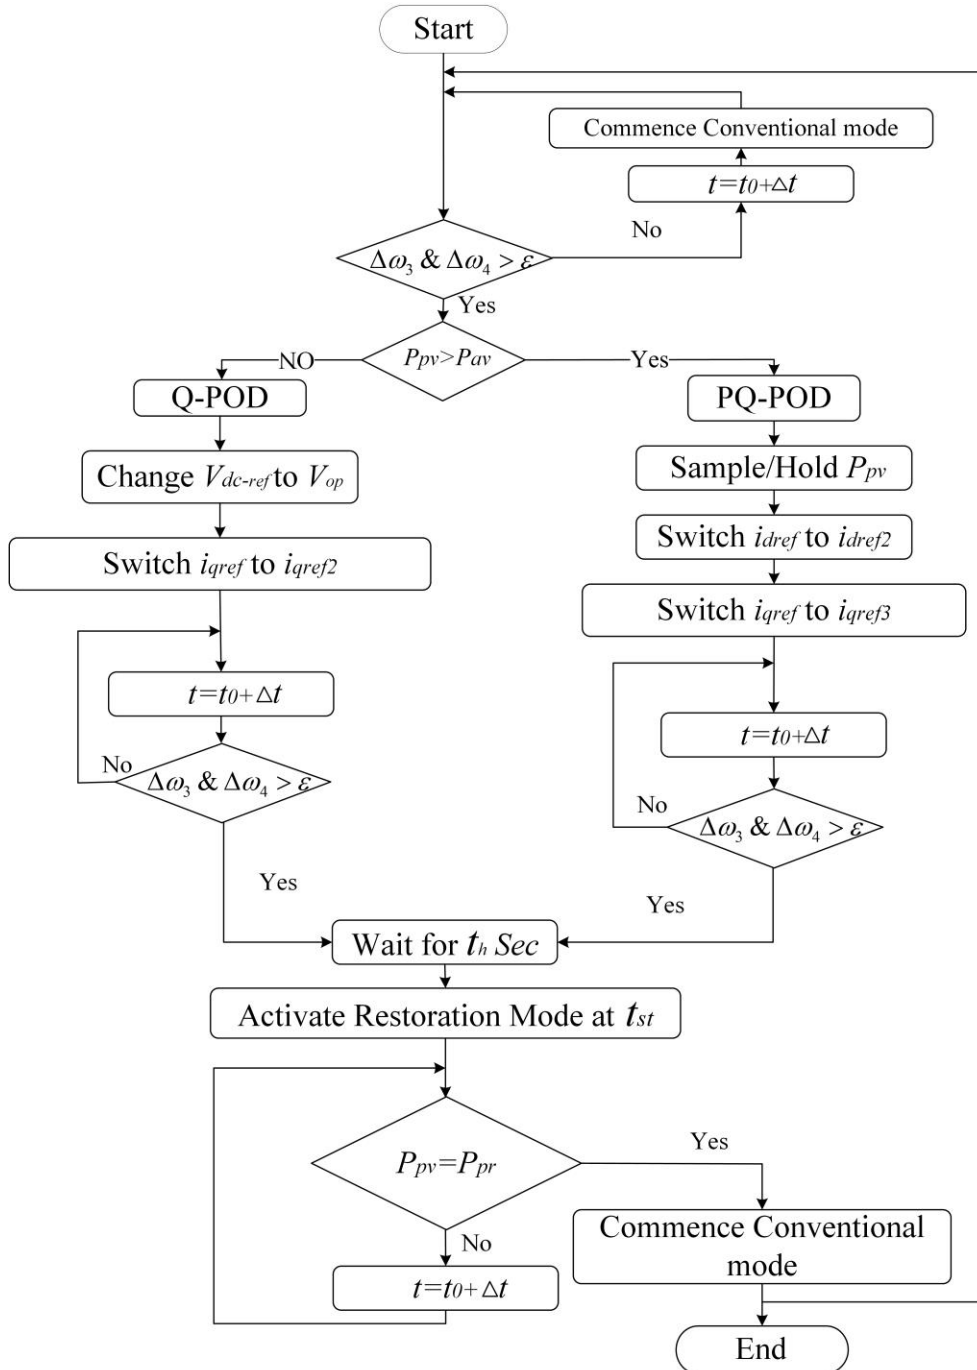 Start
Commence Conventional mode
t=t0+Δt
No
Δω₃ & Δω₄ > ε
Yes
Ppv>Pav
NO
Yes
Q-POD
PQ-POD
Change Vdc-ref to Vop
Sample/Hold Ppv
Switch idref to idref2
Switch iqref to iqref2
Switch iqref to iqref3
t=t0+Δt
t=t0+Δt
No
Δω₃ & Δω₄ > ε
No
Δω₃ & Δω₄ > ε
Yes
Yes
Wait for th Sec
Activate Restoration Mode at tst
Ppv=Ppr
Yes
No
Commence Conventional
mode
t=t0+Δt
End